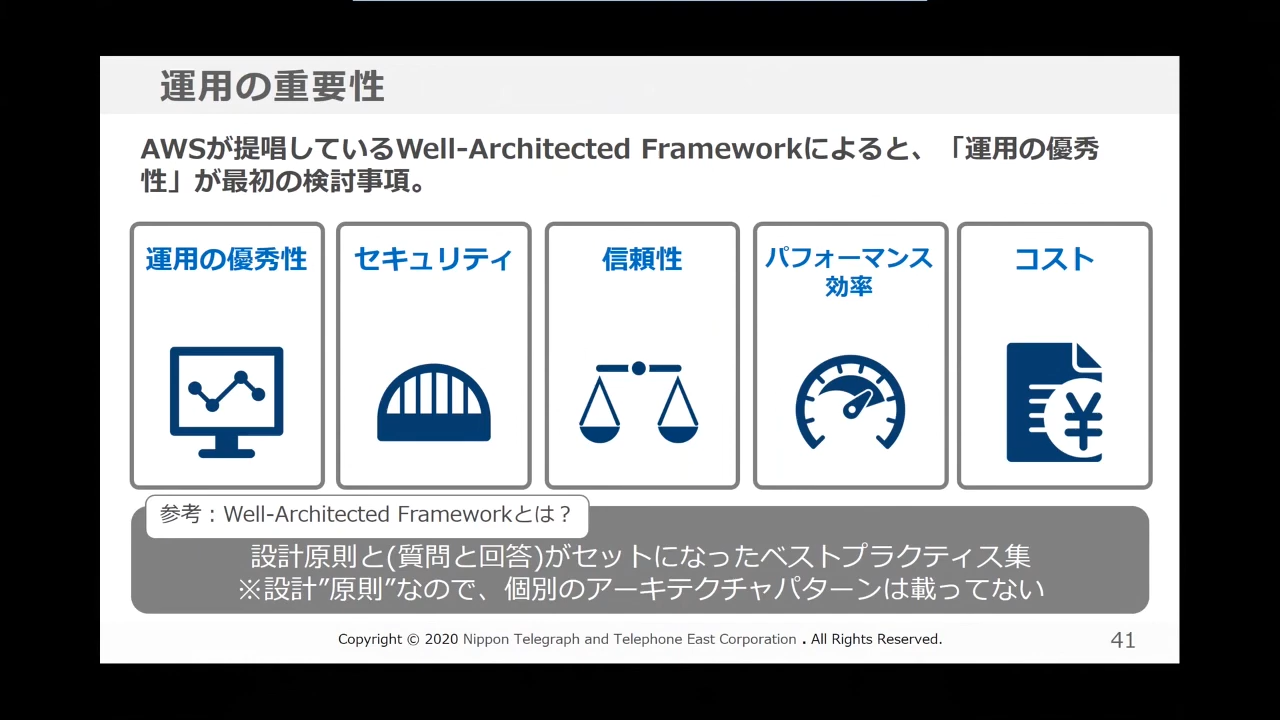 運用の重要性
AWSが提唱しているWell-Architected Frameworkによると、「運用の優秀
性」が最初の検討事項。
運用の優秀性
セキュリティ
信頼性
パフォーマンス
効率
コスト
¥
参考：Well-Architected Frameworkとは？
設計原則と(質問と回答)がセットになったベストプラクティス集
※設計”原則”なので、個別のアーキテクチャパターンは載ってない
Copyright © 2020 Nippon Telegraph and Telephone East Corporation . All Rights Reserved.
41